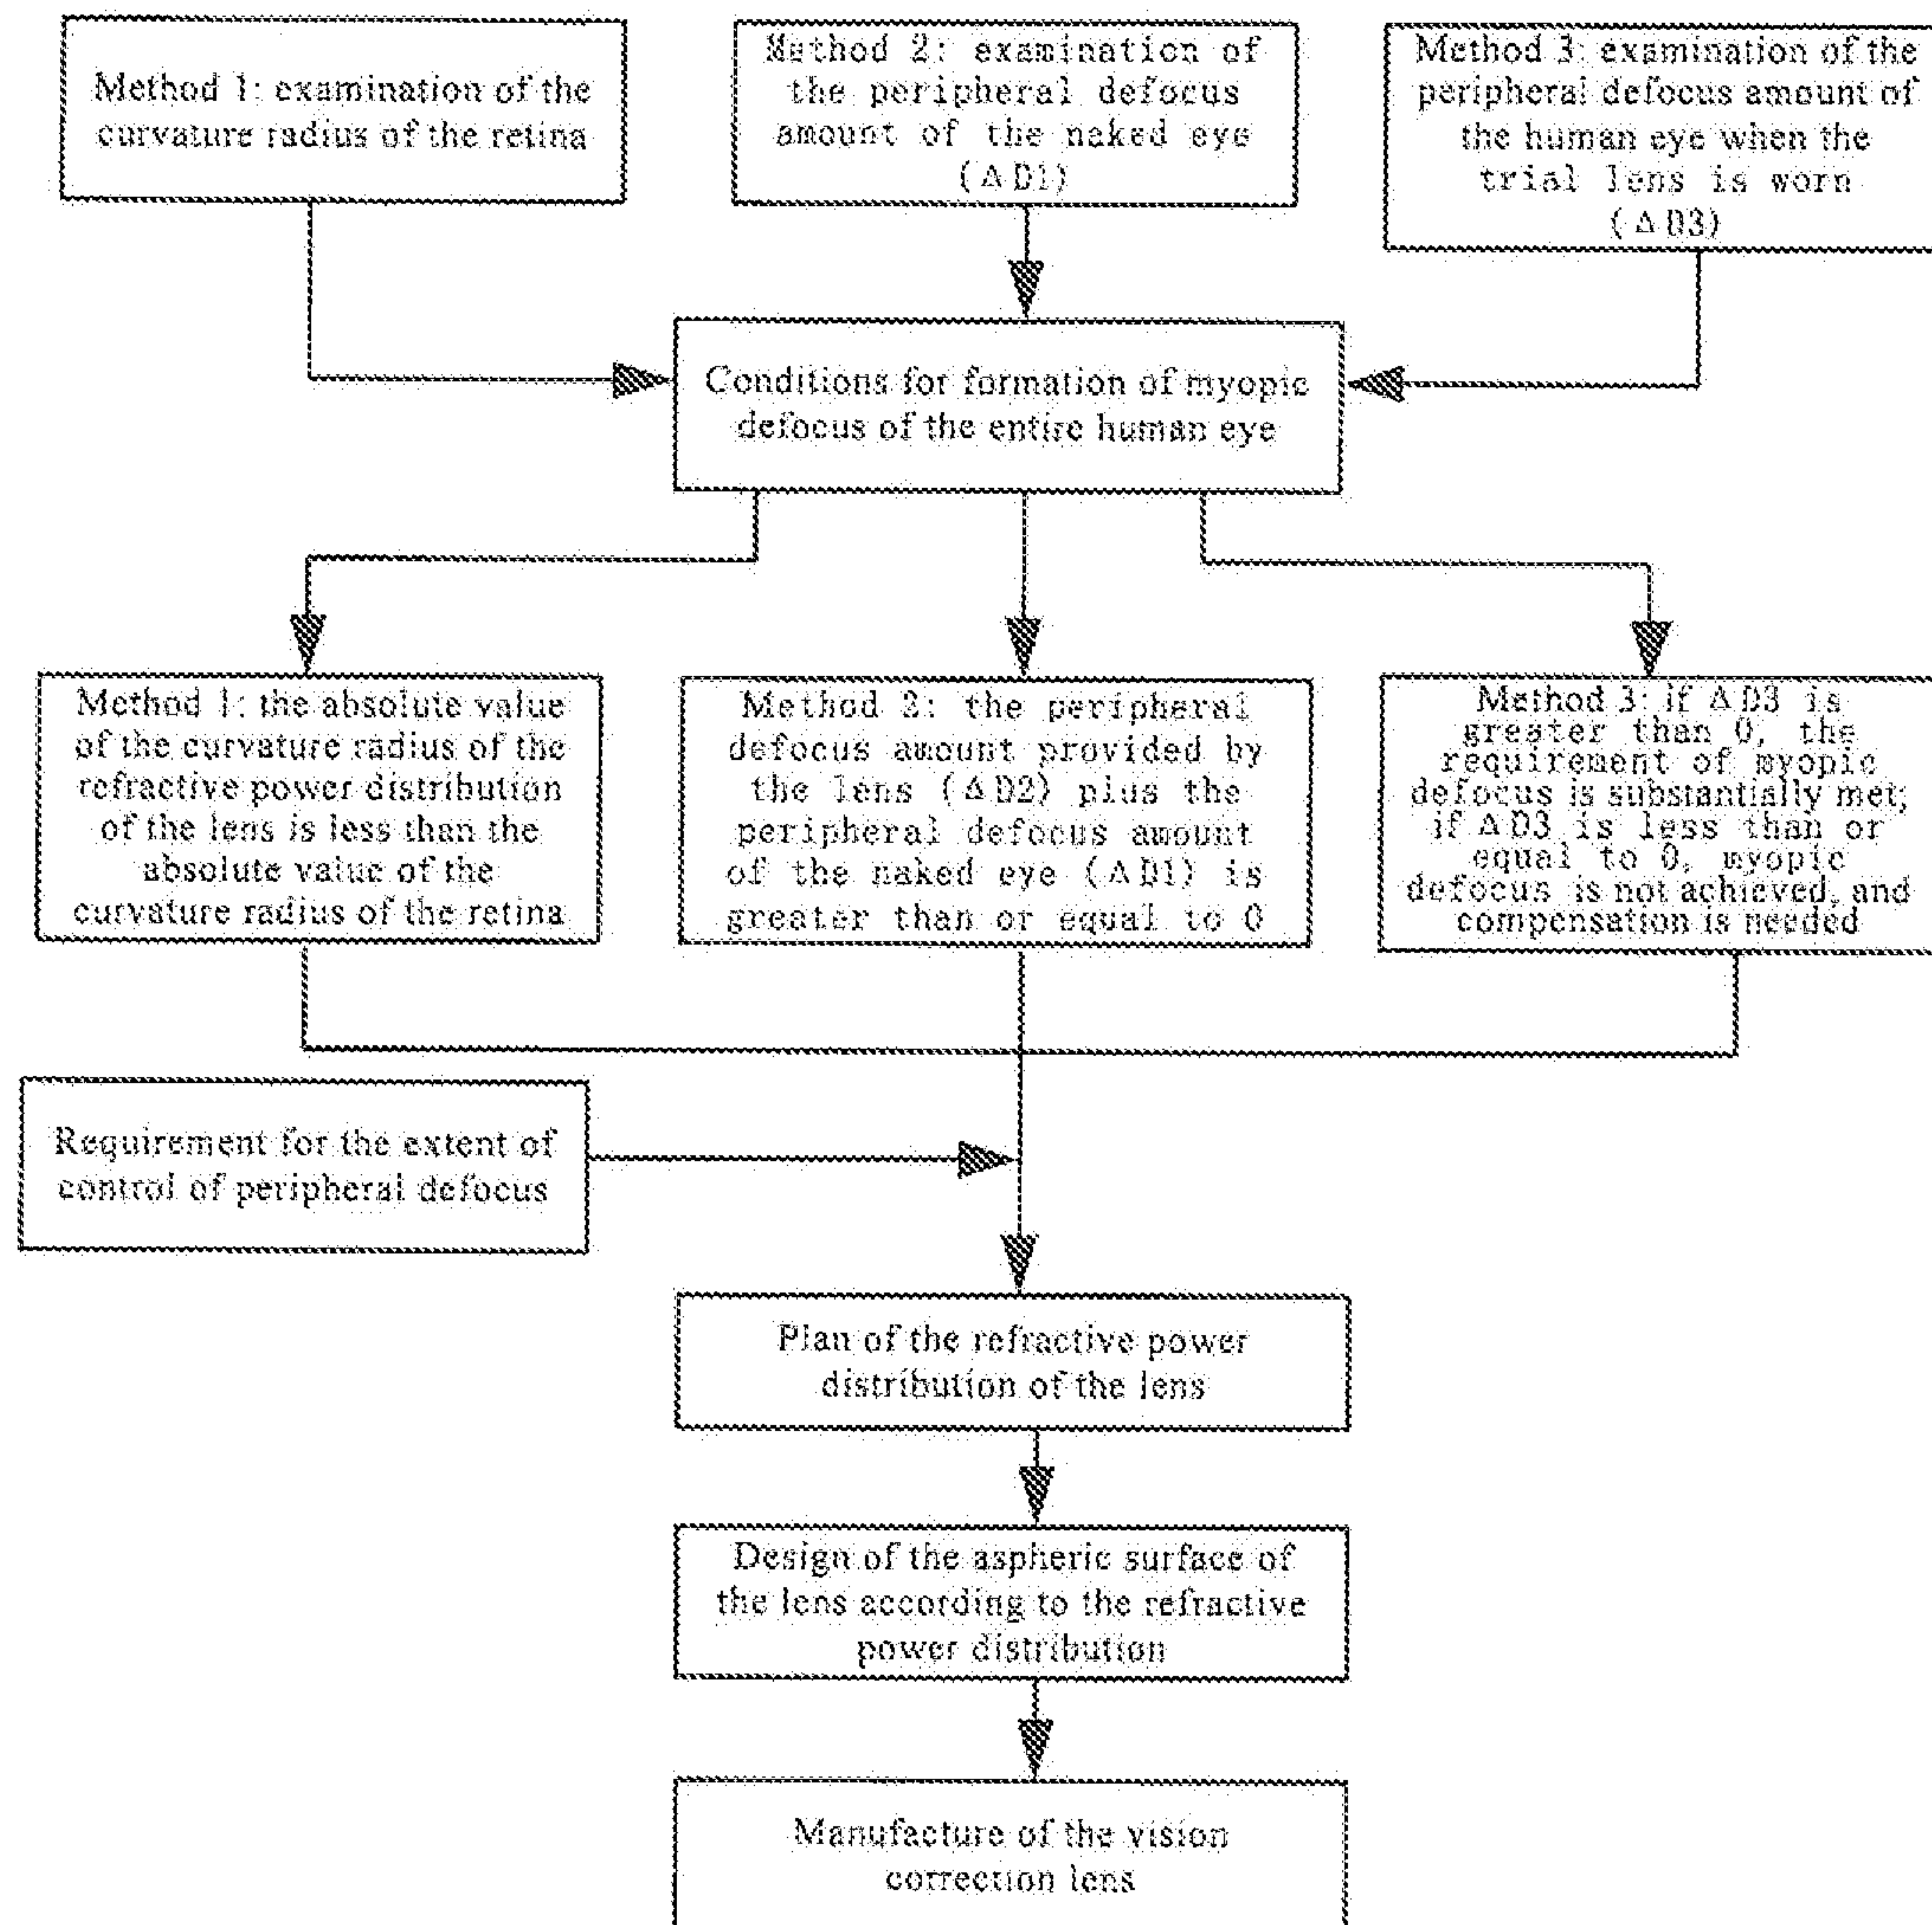 Method 1: examination of the
curvature radius of the retina
Method 2: examination of
the peripheral defocus
amount of the naked eye
(ΔD1)
Method 3: examination of the
peripheral defocus amount of
the human eye when the
trial lens is worn
(ΔD3)
Conditions for formation of myopic
defocus of the entire human eye
Method 1: the absolute value
of the curvature radius of the
refractive power distribution
of the lens is less than the
absolute value of the
curvature radius of the retina
Method 2: the peripheral
defocus amount provided by
the lens (ΔD2) plus the
peripheral defocus amount
of the naked eye (ΔD1) is
greater than or equal to 0
Method 3: if ΔD3 is
greater than 0, the
requirement of myopic
defocus is substantially met;
if ΔD3 is less than or
equal to 0, myopic
defocus is not achieved, and
compensation is needed
Requirement for the extent of
control of peripheral defocus
Plan of the refractive power
distribution of the lens
Design of the aspheric surface of
the lens according to the refractive
power distribution
Manufacture of the vision
correction lens